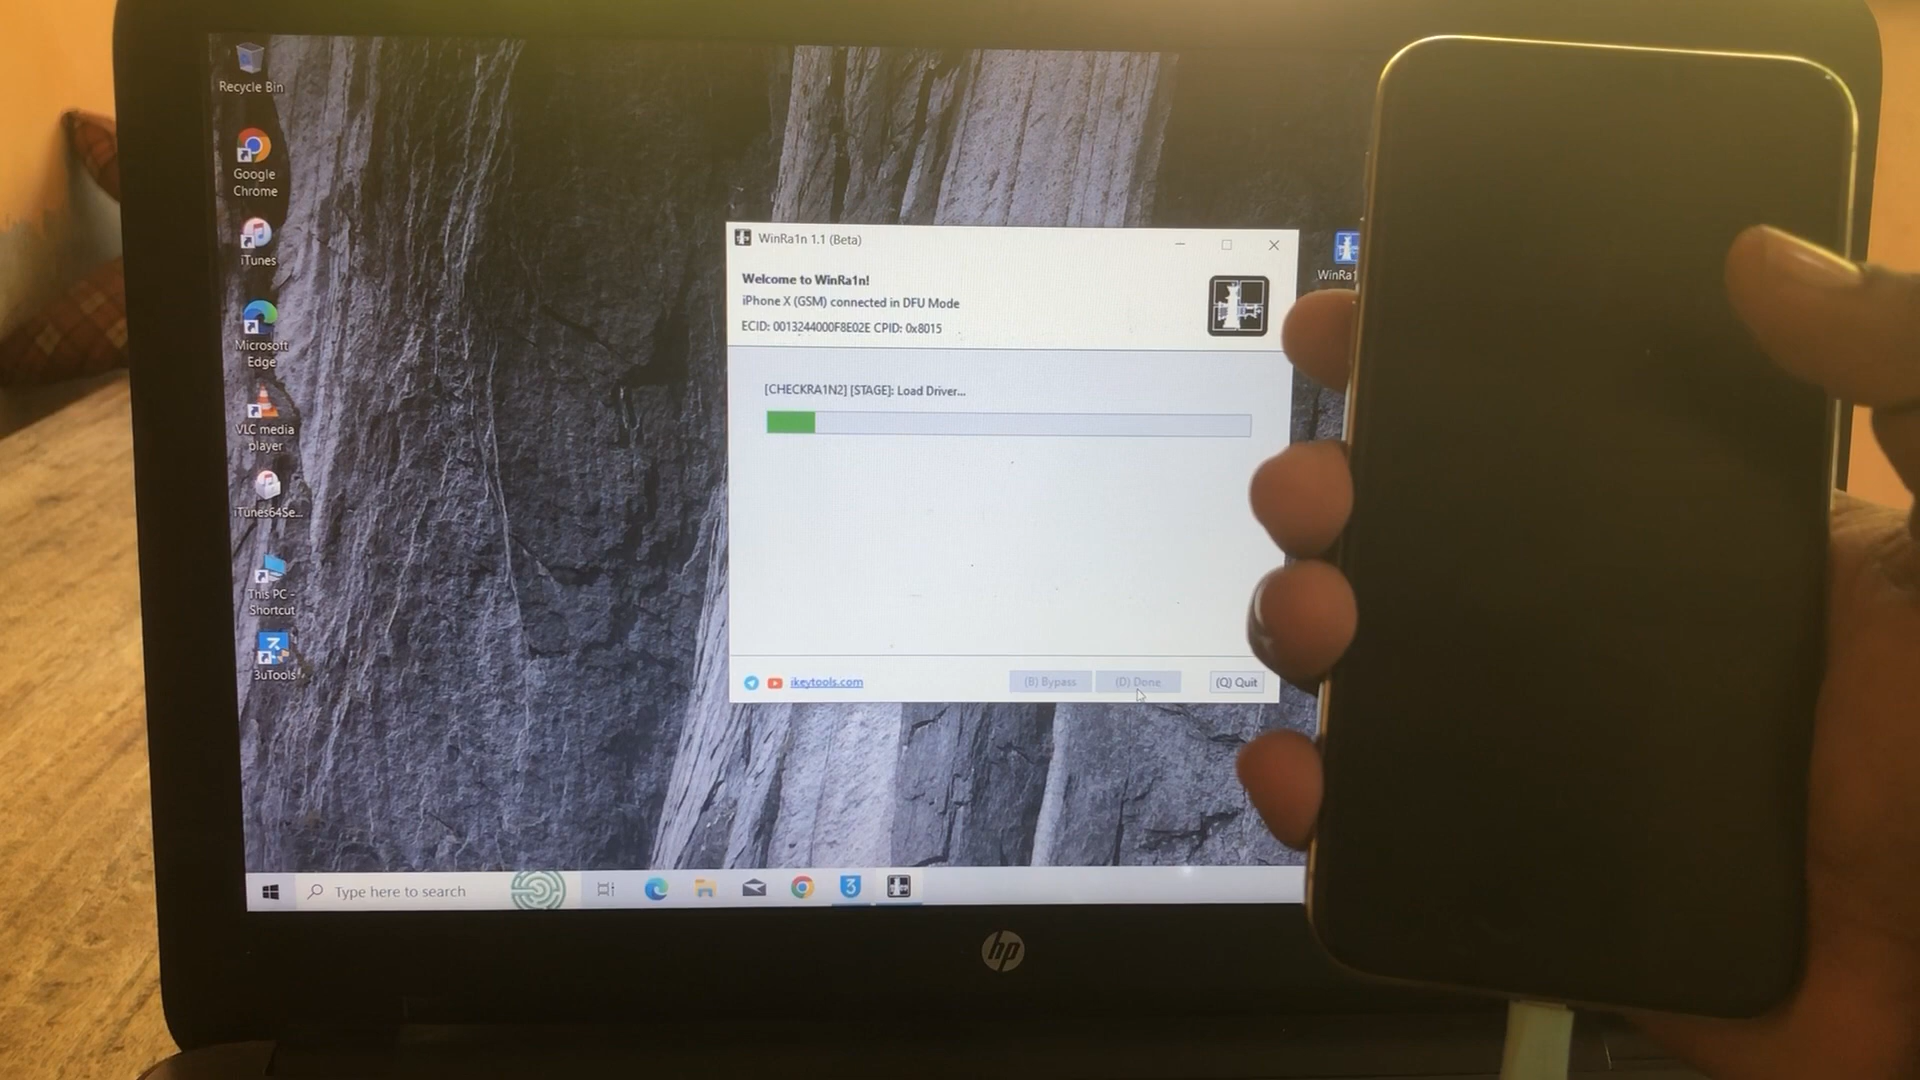 Recycle Bin
Google
Chrome
iTunes
Microsoft
Edge
VLC media
player
iTunes64Se...
This PC -
Shortcut
3uTools
WinRa1n 1.1 (Beta)
Welcome to WinRa1n!
iPhone X (GSM) connected in DFU Mode
ECID: 0013244000F8E02E CPID: 0x8015
[CHECKRA1N2] [STAGE]: Load Driver...
ikeytools.com
(B) Bypass
(D) Done
(Q) Quit
WinRa1
Type here to search
3
hp